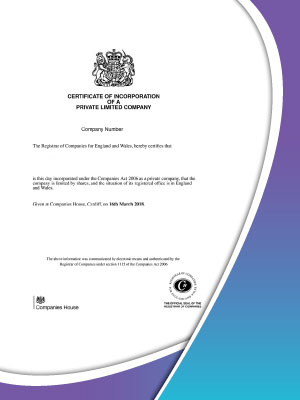 CERTIFICATE OF INCORPORATION
OF A
PRIVATE LIMITED COMPANY
Company Number
The Registrar of Companies for England and Wales, hereby certifies that
is this day incorporated under the Companies Act 2006 as a private company, that the
company is limited by shares, and the situation of its registered office is in England
and Wales.
Given at Companies House, Cardiff, on 16th March 2018.
The above information was communicated by electronic means and authenticated by the
Registrar of Companies under section 1115 of the Companies Act 2006
Companies House
THE OFFICIAL SEAL OF THE
REGISTRAR OF COMPANIES